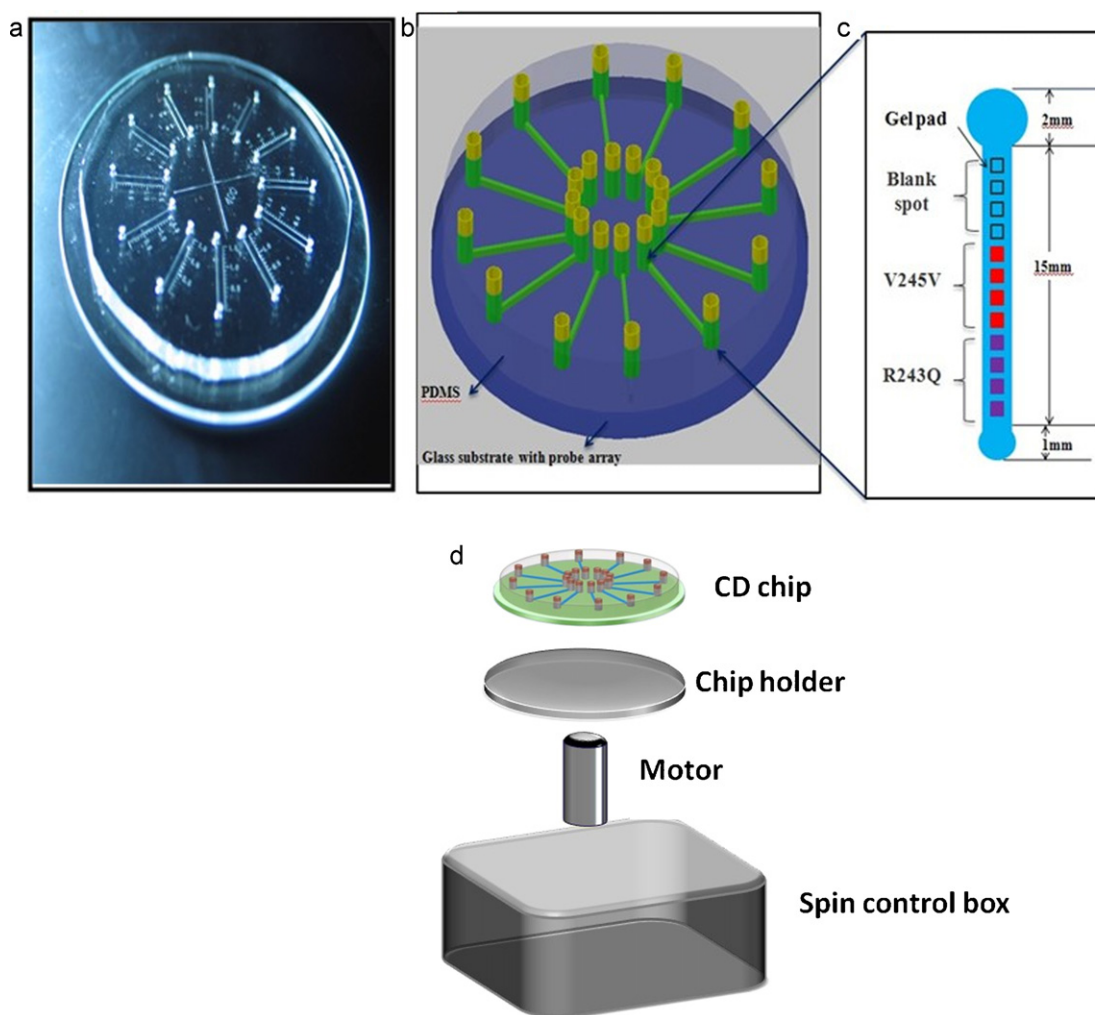 a
b
c
Gel pad
2mm
Blank
spot
V245V
15mm
R243Q
1mm
PDMS
Glass substrate with probe array
400
d
CD chip
Chip holder
Motor
Spin control box